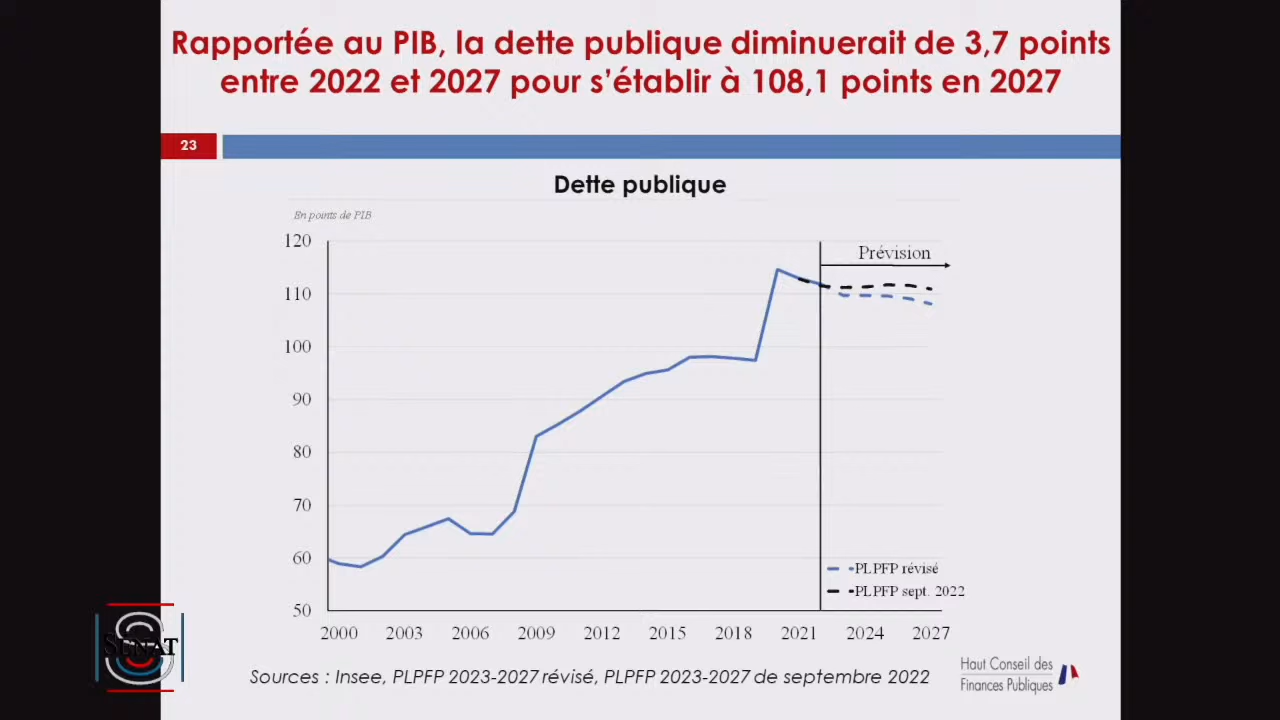 Rapportée au PIB, la dette publique diminuerait de 3,7 points
entre 2022 et 2027 pour s’établir à 108,1 points en 2027
23
Dette publique
En points de PIB
120
110
100
90
80
70
60
50
Prévision
PLPFP révisé
PLPFP sept. 2022
2000 2003 2006 2009 2012 2015 2018 2021 2024 2027
SÉNAT
Sources : Insee, PLPFP 2023-2027 révisé, PLPFP 2023-2027 de septembre 2022
Haut Conseil des
Finances Publiques